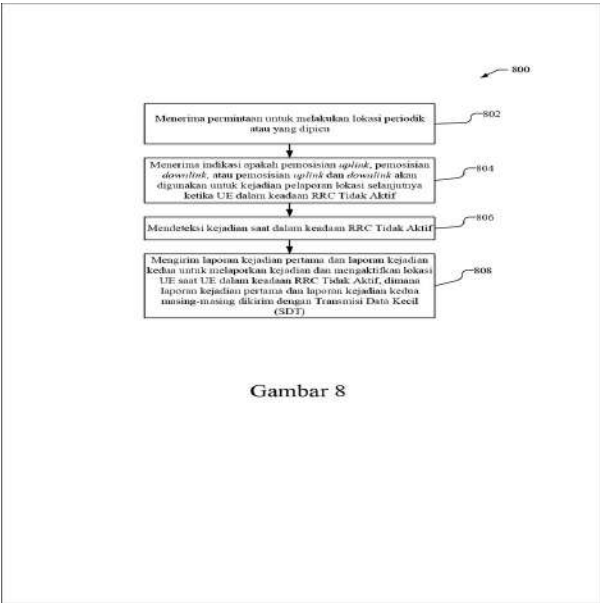 800
Menerima permintaan untuk melakukan lokasi periodik
atau yang dipicu
802
Menerima indikasi apakah pemosisian uplink, pemosisian
downlink, atau pemosisian uplink dan downlink akan
digunakan untuk kejadian pelaporan lokasi selanjutnya
ketika UE dalam keadaan RRC Tidak Aktif
804
Mendeteksi kejadian saat dalam keadaan RRC Tidak Aktif
806
Mengirim laporan kejadian pertama dan laporan kejadian
kedua untuk melaporkan kejadian dan mengaktifkan lokasi
UE saat UE dalam keadaan RRC Tidak Aktif, dimana
laporan kejadian pertama dan laporan kejadian kedua
masing-masing dikirim dengan Transmisi Data Kecil
(SDT)
808
Gambar 8